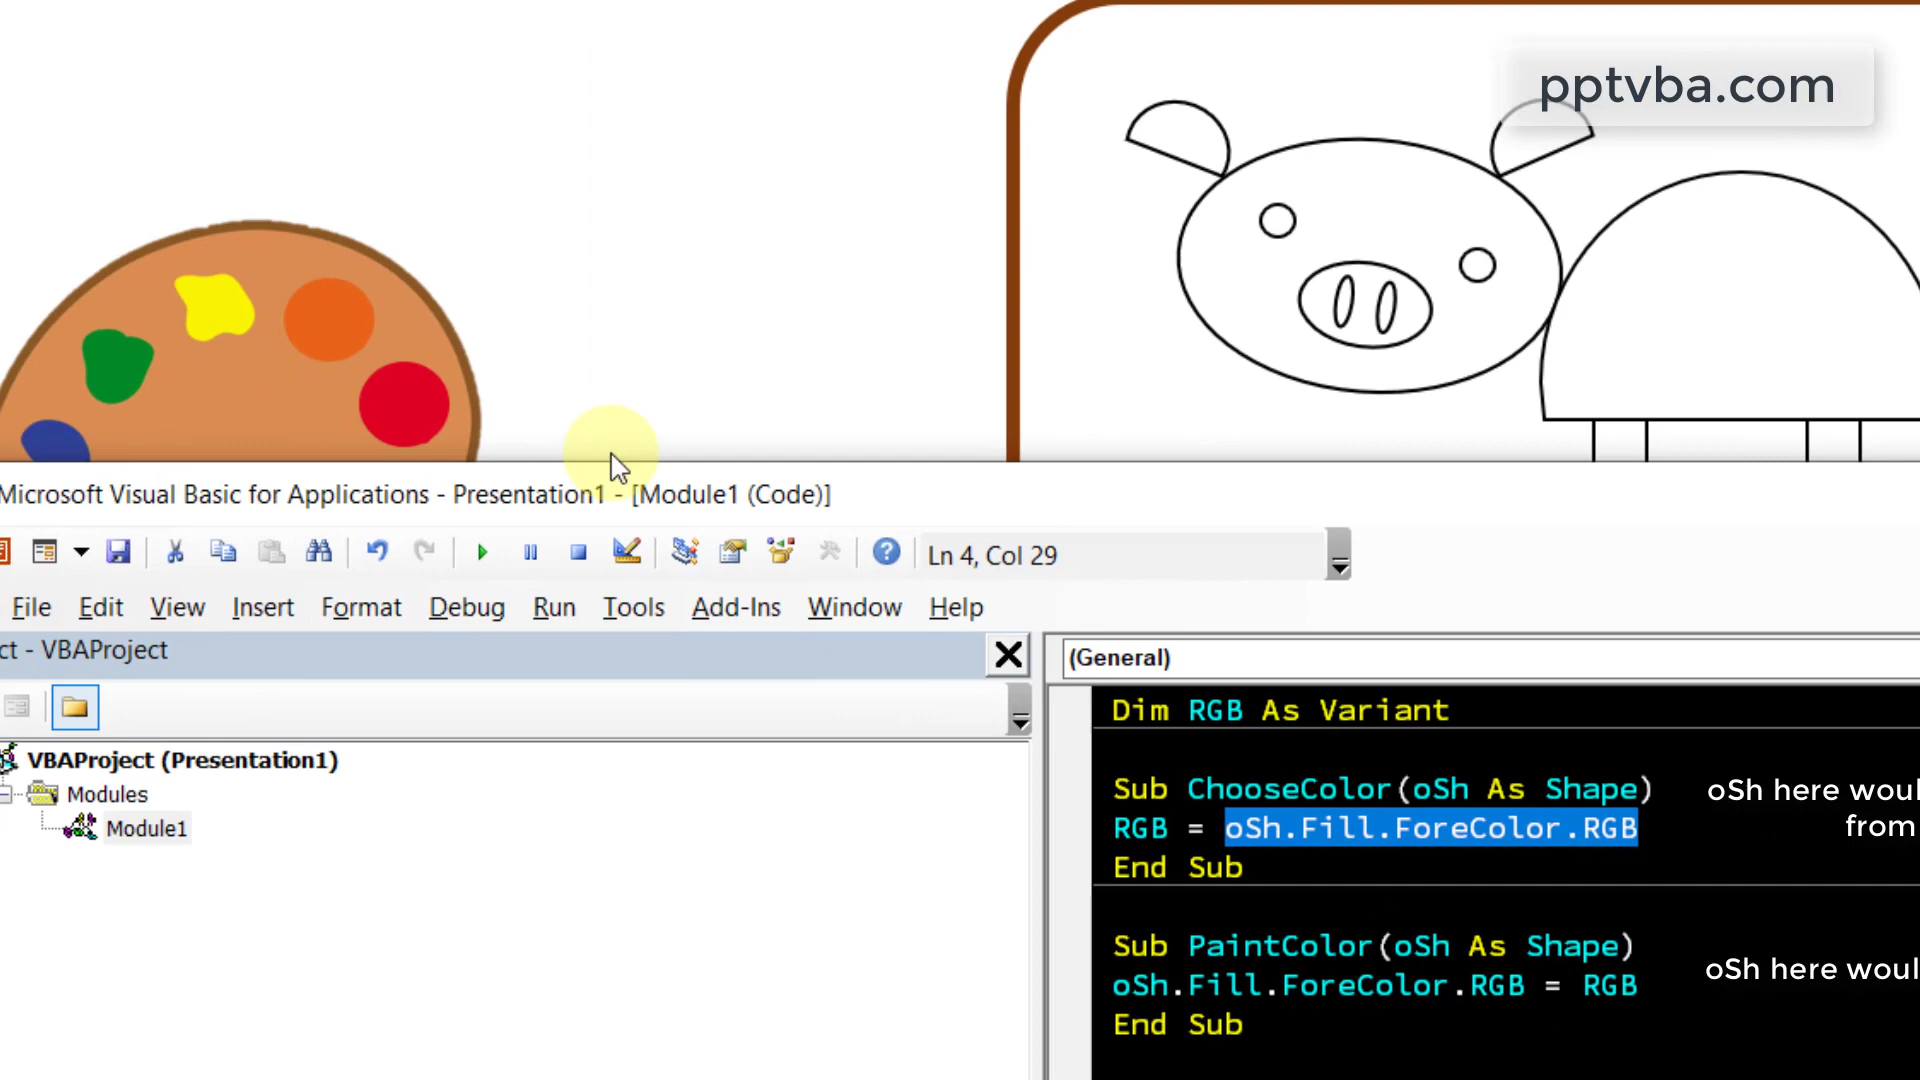 pptvba.com
Microsoft Visual Basic for Applications - Presentation1 - [Module1 (Code)]
Ln 4, Col 29
File Edit View Insert Format Debug Run Tools Add-Ins Window Help
- VBAProject
(General)
VBAProject (Presentation1)
Modules
Module1
Dim RGB As Variant
Sub ChooseColor(oSh As Shape)
RGB = oSh.Fill.ForeColor.RGB
End Sub
oSh here
from
Sub PaintColor(oSh As Shape)
oSh.Fill.ForeColor.RGB = RGB
End Sub
oSh here